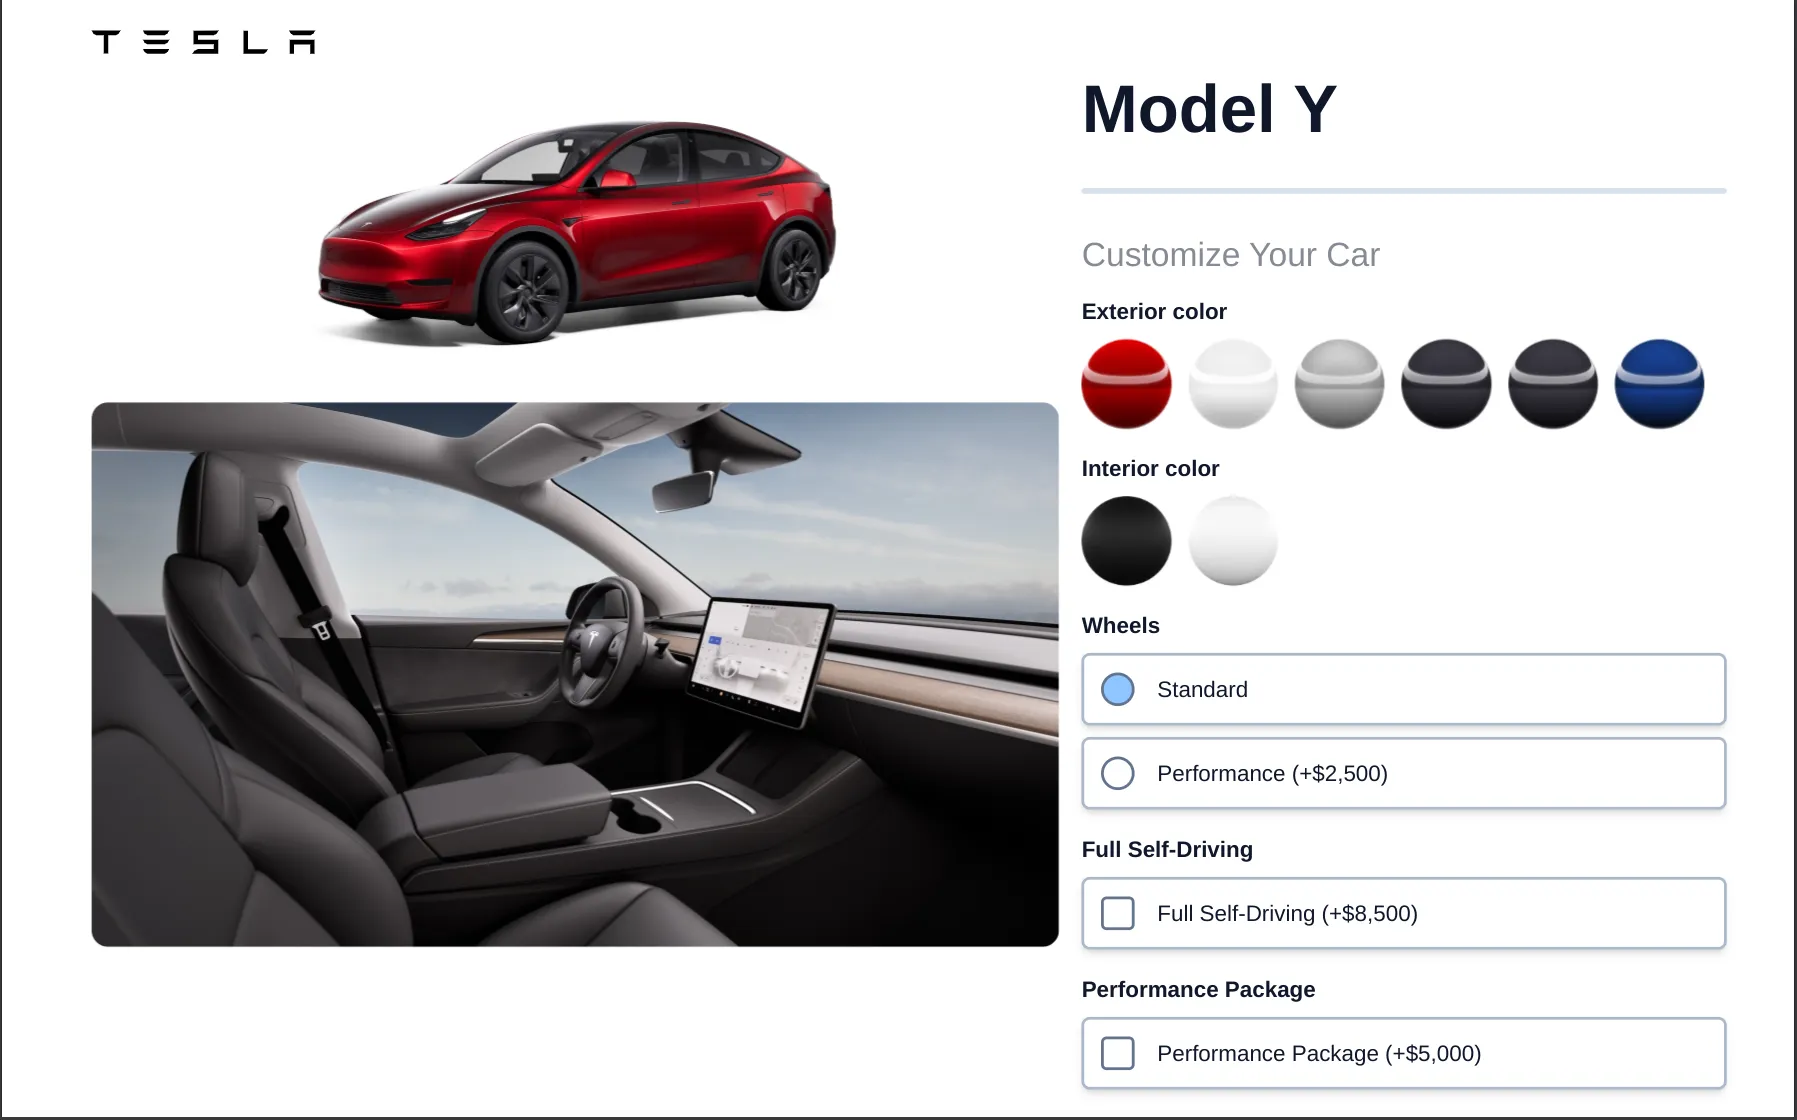 TESLA
Model Y
Customize Your Car
Exterior color
Interior color
Wheels
Standard
Performance (+$2,500)
Full Self-Driving
Full Self-Driving (+$8,500)
Performance Package
Performance Package (+$5,000)